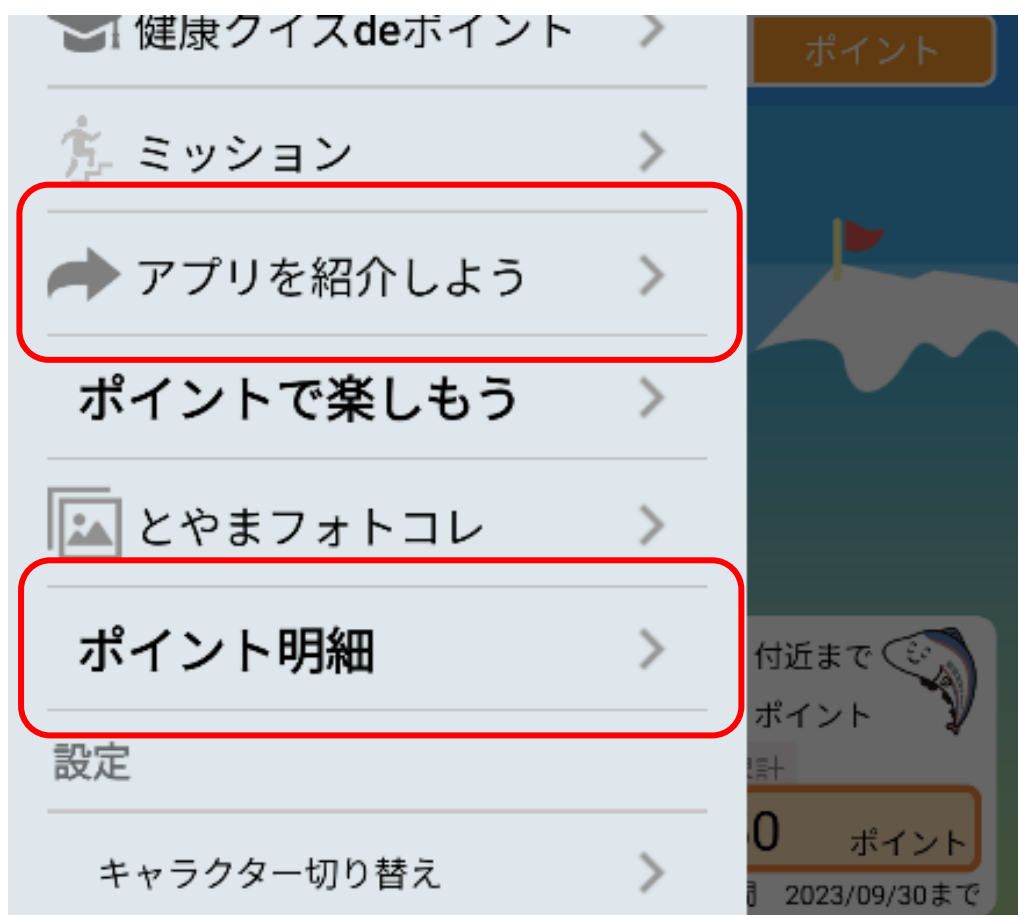 健康クイズdeポイント
ポイント
ミッション
アプリを紹介しよう
ポイントで楽しもう
とやまフォトコレ
ポイント明細
付近まで
ポイント
設定
計
0 ポイント
キャラクター切り替え
2023/09/30まで